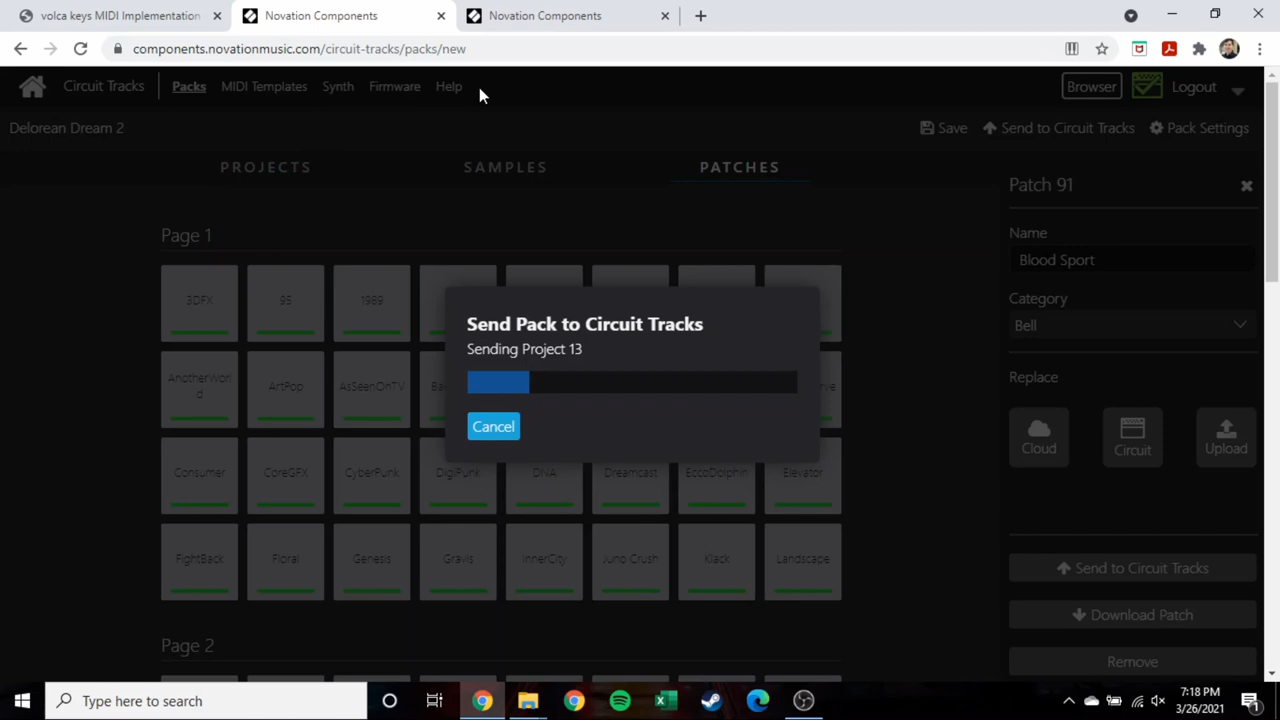 volca keys MIDI Implementation
Novation Components
Novation Components
components.novationmusic.com/circuit-tracks/packs/new
Circuit Tracks
Packs
MIDI Templates
Synth
Firmware
Help
Browser
Logout
Delorean Dream 2
Save
Send to Circuit Tracks
Pack Settings
PROJECTS
SAMPLES
PATCHES
Patch 91
Name
Blood Sport
Category
Bell
Replace
Cloud
Circuit
Upload
Send to Circuit Tracks
Download Patch
Remove
Page 1
3DFX
95
1989
AnotherWorl
d
ArtPop
AsSeenOnTV
Consumer
CoreGFX
CyberPunk
DigiPunk
DNA
Dreamcast
EccoDolphin
Elevator
FightBack
Floral
Genesis
Gravis
InnerCity
Juno Crush
Klack
Landscape
Page 2
Send Pack to Circuit Tracks
Sending Project 13
Cancel
Type here to search
7:18 PM
3/26/2021
1